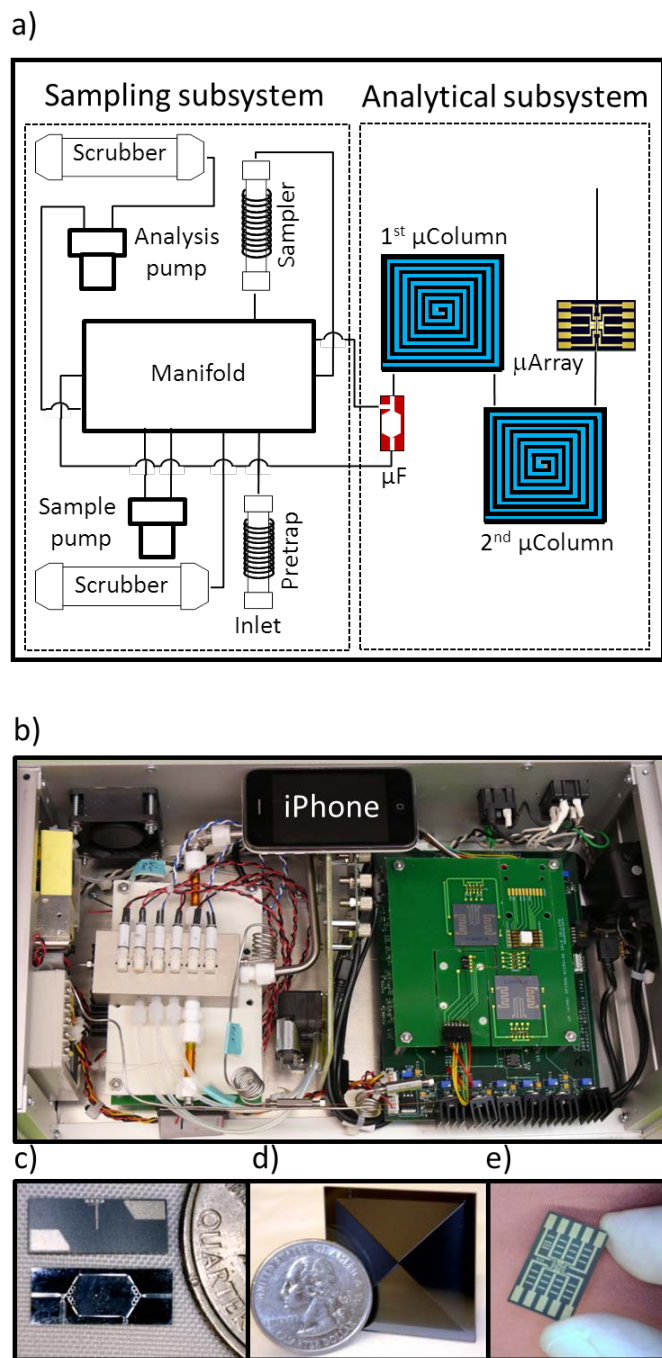 a)
Sampling subsystem
Analytical subsystem
Scrubber
Analysis
pump
Sampler
1st µColumn
Manifold
µArray
µF
Sample
pump
Scrubber
Pretrap
Inlet
2nd µColumn
b)
iPhone
c)
d)
e)
QUARTER